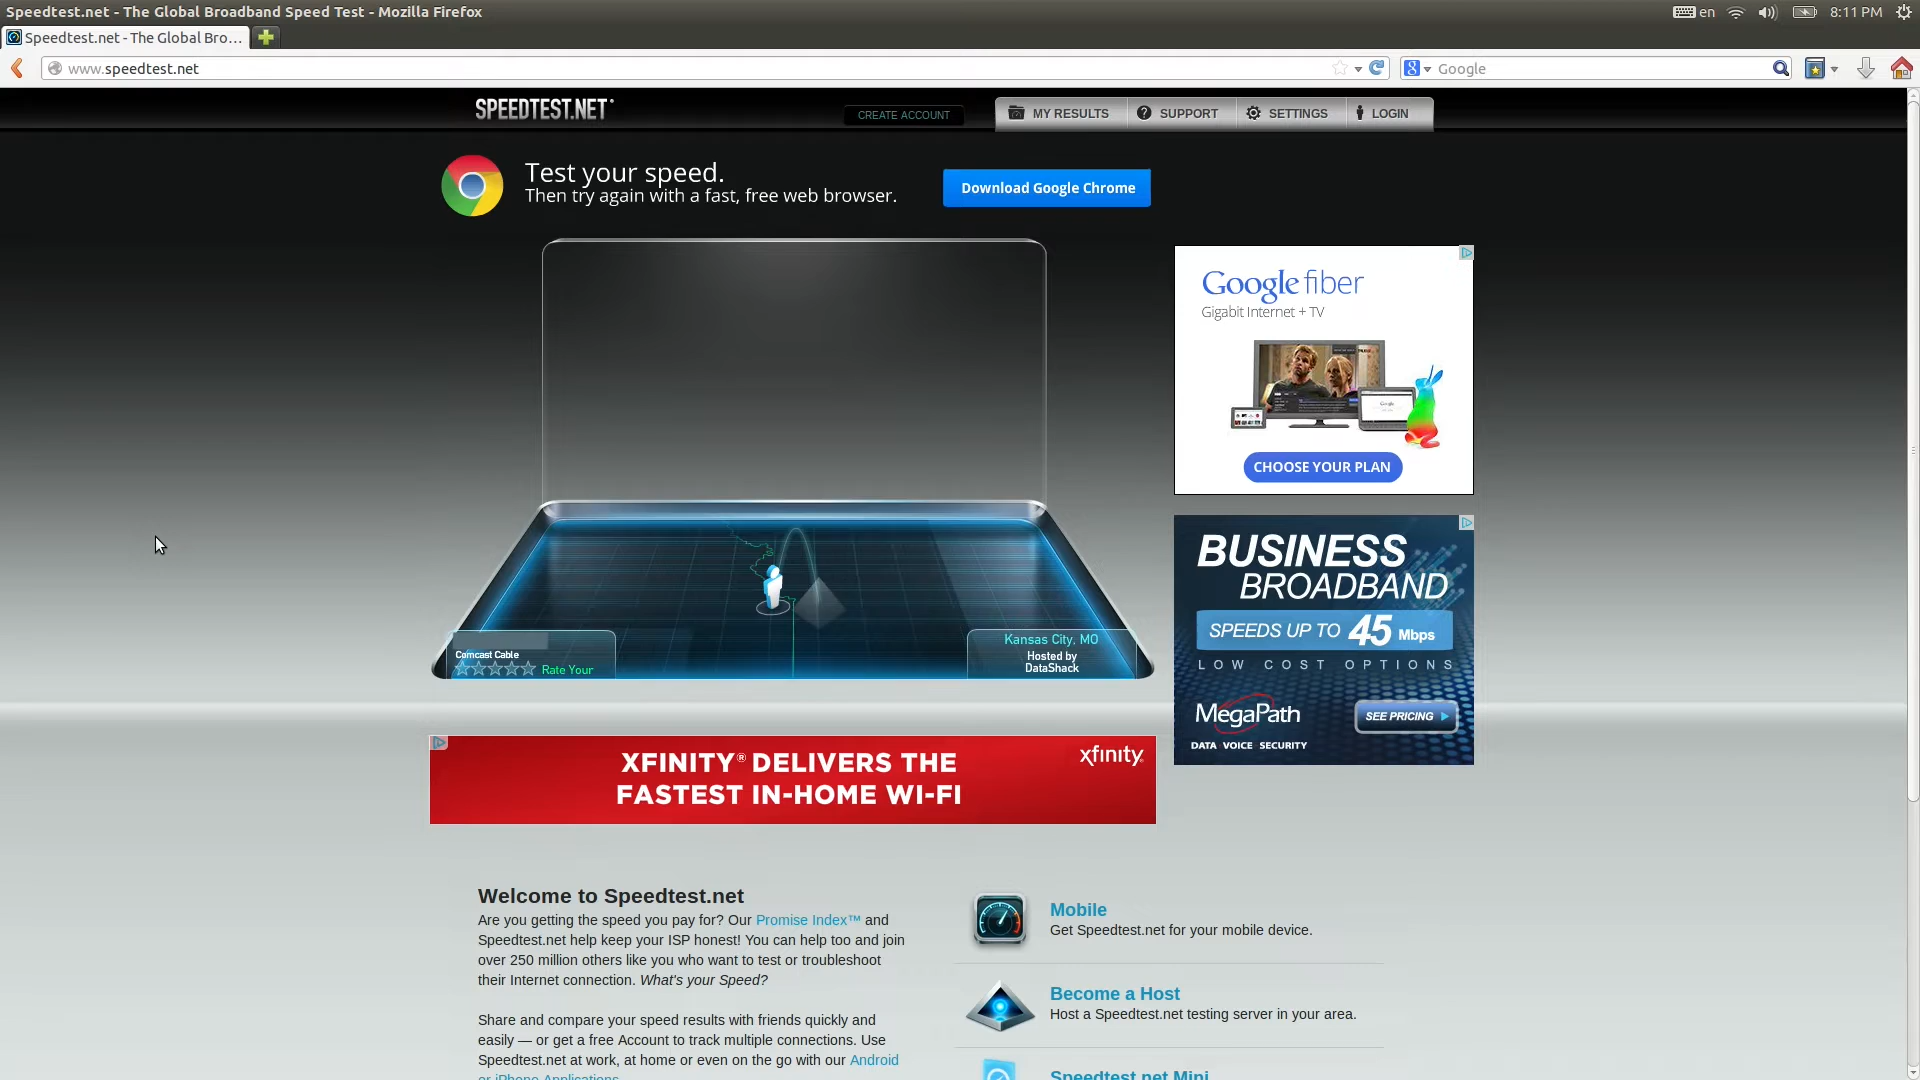 Speedtest.net - The Global Broadband Speed Test - Mozilla Firefox
en
8:11 PM
Speedtest.net - The Global Bro...
www.speedtest.net
Google
SPEEDTEST.NET
CREATE ACCOUNT
MY RESULTS
SUPPORT
SETTINGS
LOGIN
Test your speed.
Then try again with a fast, free web browser.
Download Google Chrome
Google fiber
Gigabit Internet + TV
CHOOSE YOUR PLAN
BUSINESS
BROADBAND
SPEEDS UP TO 45 Mbps
LOW COST OPTIONS
MegaPath
DATA VOICE SECURITY
SEE PRICING
Comcast Cable
Rate Your
Kansas City, MO
Hosted by
DataShack
XFINITY® DELIVERS THE
FASTEST IN-HOME WI-FI
xfinity
Welcome to Speedtest.net
Are you getting the speed you pay for? Our Promise Index™ and
Speedtest.net help keep your ISP honest! You can help too and join
over 250 million others like you who want to test or troubleshoot
their Internet connection. What's your Speed?
Share and compare your speed results with friends quickly and
easily — or get a free Account to track multiple connections. Use
Speedtest.net at work, at home or even on the go with our Android
or iPhone Applications.
Mobile
Get Speedtest.net for your mobile device.
Become a Host
Host a Speedtest.net testing server in your area.
Speedtest.net Mini